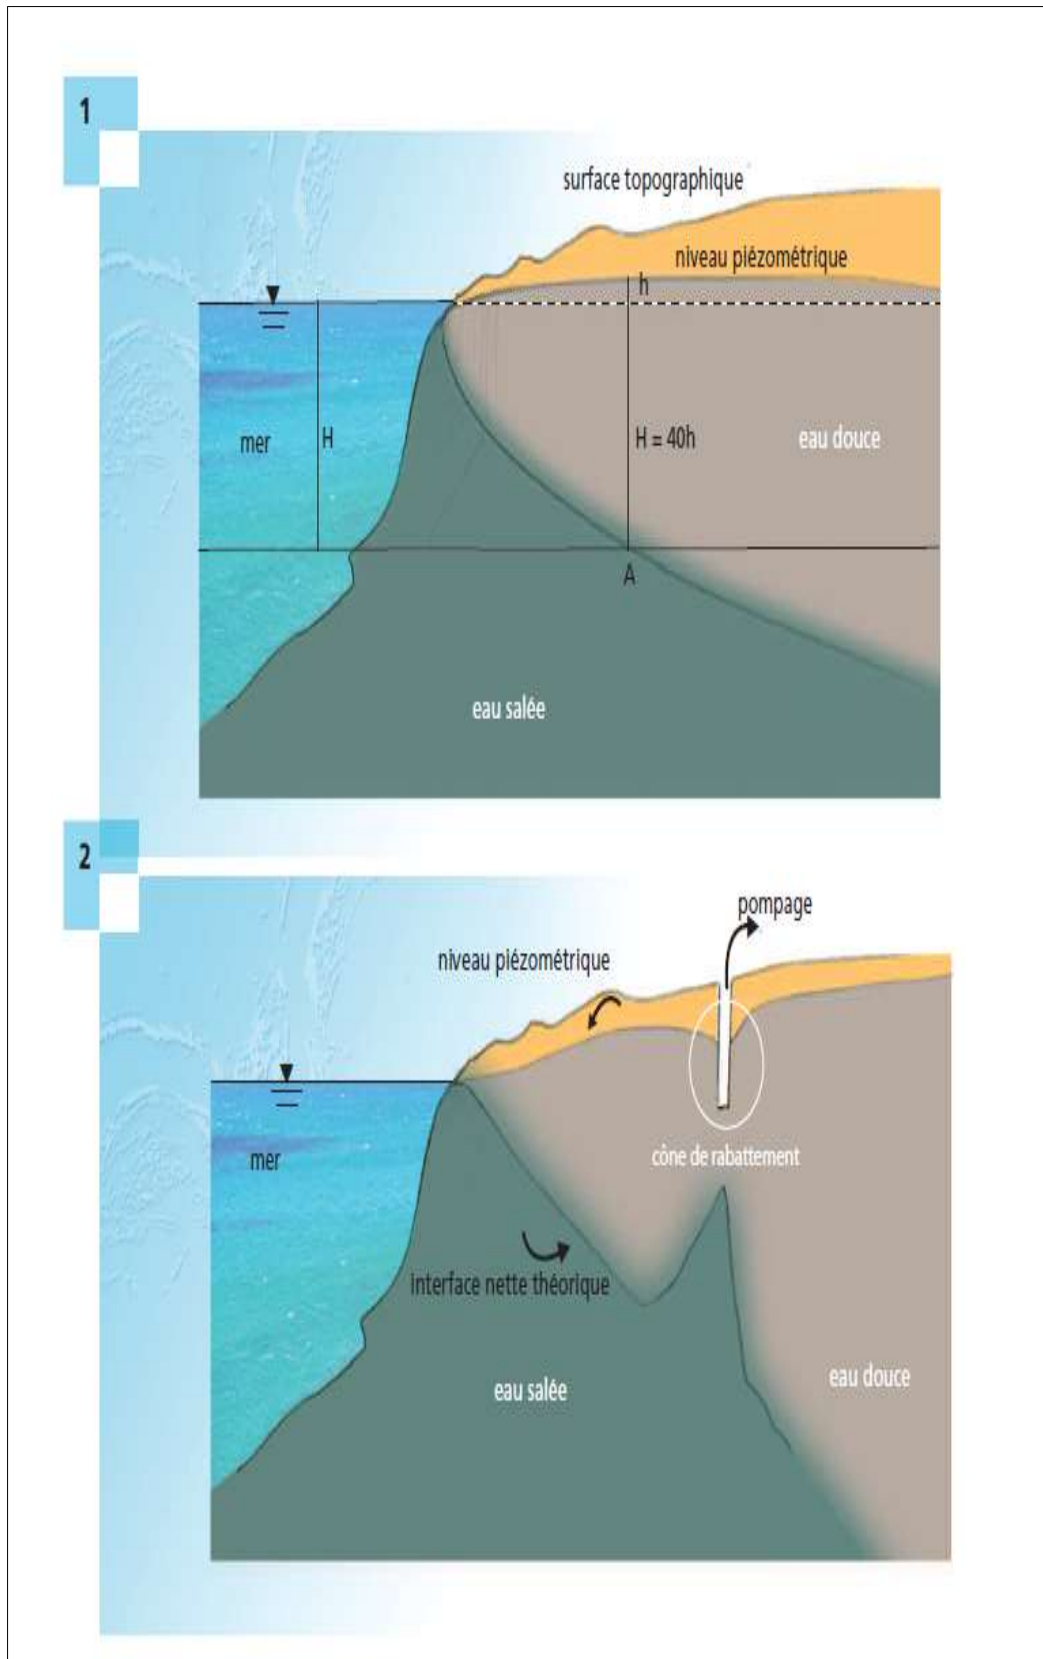 1
surface topographique
niveau piézométrique
h
mer
H
H = 40h
eau douce
A
eau salée
2
pompage
niveau piézométrique
cône de rabattement
mer
interface nette théorique
eau salée
eau douce